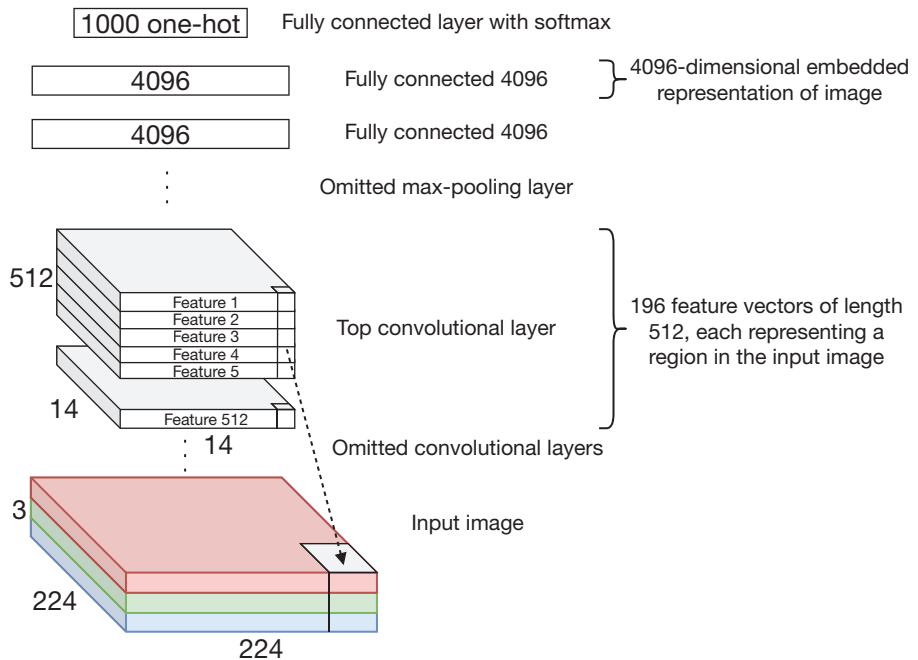 1000 one-hot
Fully connected layer with softmax
4096
Fully connected 4096
4096-dimensional embedded
representation of image
4096
Fully connected 4096
Omitted max-pooling layer
512
Feature 1
Feature 2
Feature 3
Feature 4
Feature 5
Top convolutional layer
196 feature vectors of length
512, each representing a
region in the input image
14
Feature 512
14
Omitted convolutional layers
3
Input image
224
224